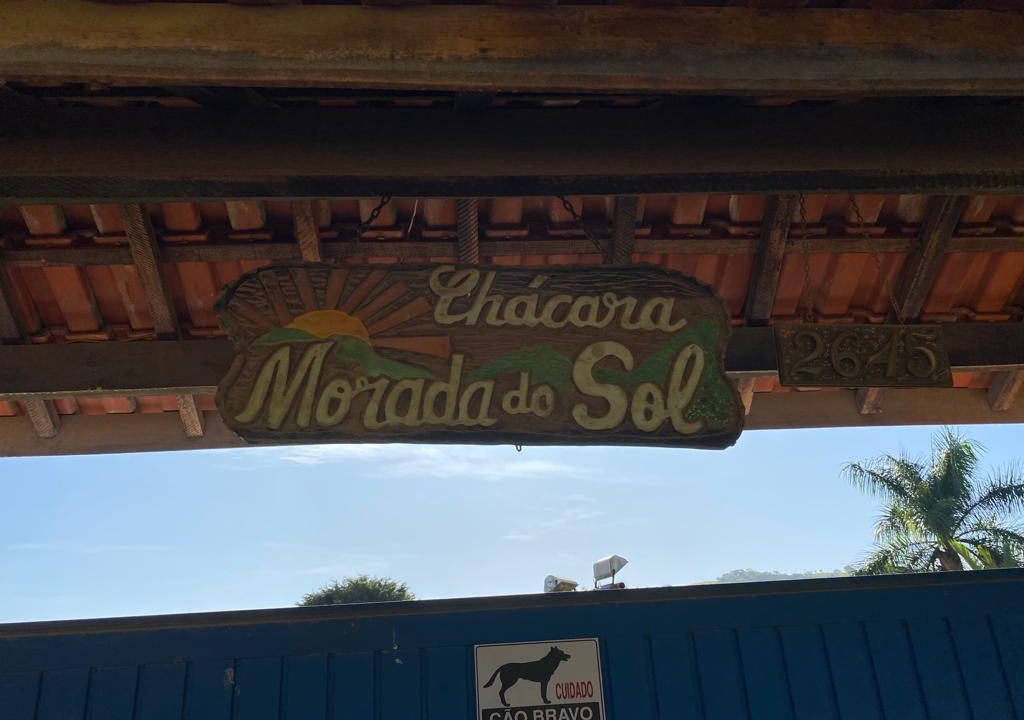 Chácara
Morada do Sol
2645
CUIDADO
CÃO BRAVO